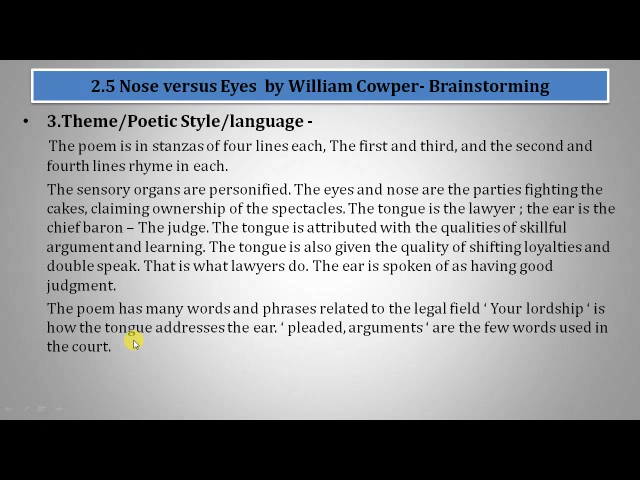 2.5 Nose versus Eyes by William Cowper- Brainstorming
• 3.Theme/Poetic Style/language -
The poem is in stanzas of four lines each, The first and third, and the second and
fourth lines rhyme in each.
The sensory organs are personified. The eyes and nose are the parties fighting the
cakes, claiming ownership of the spectacles. The tongue is the lawyer ; the ear is the
chief baron – The judge. The tongue is attributed with the qualities of skillful
argument and learning. The tongue is also given the quality of shifting loyalties and
double speak. That is what lawyers do. The ear is spoken of as having good
judgment.
The poem has many words and phrases related to the legal field ‘ Your lordship ‘ is
how the tongue addresses the ear. ‘ pleaded, arguments ‘ are the few words used in
the court.